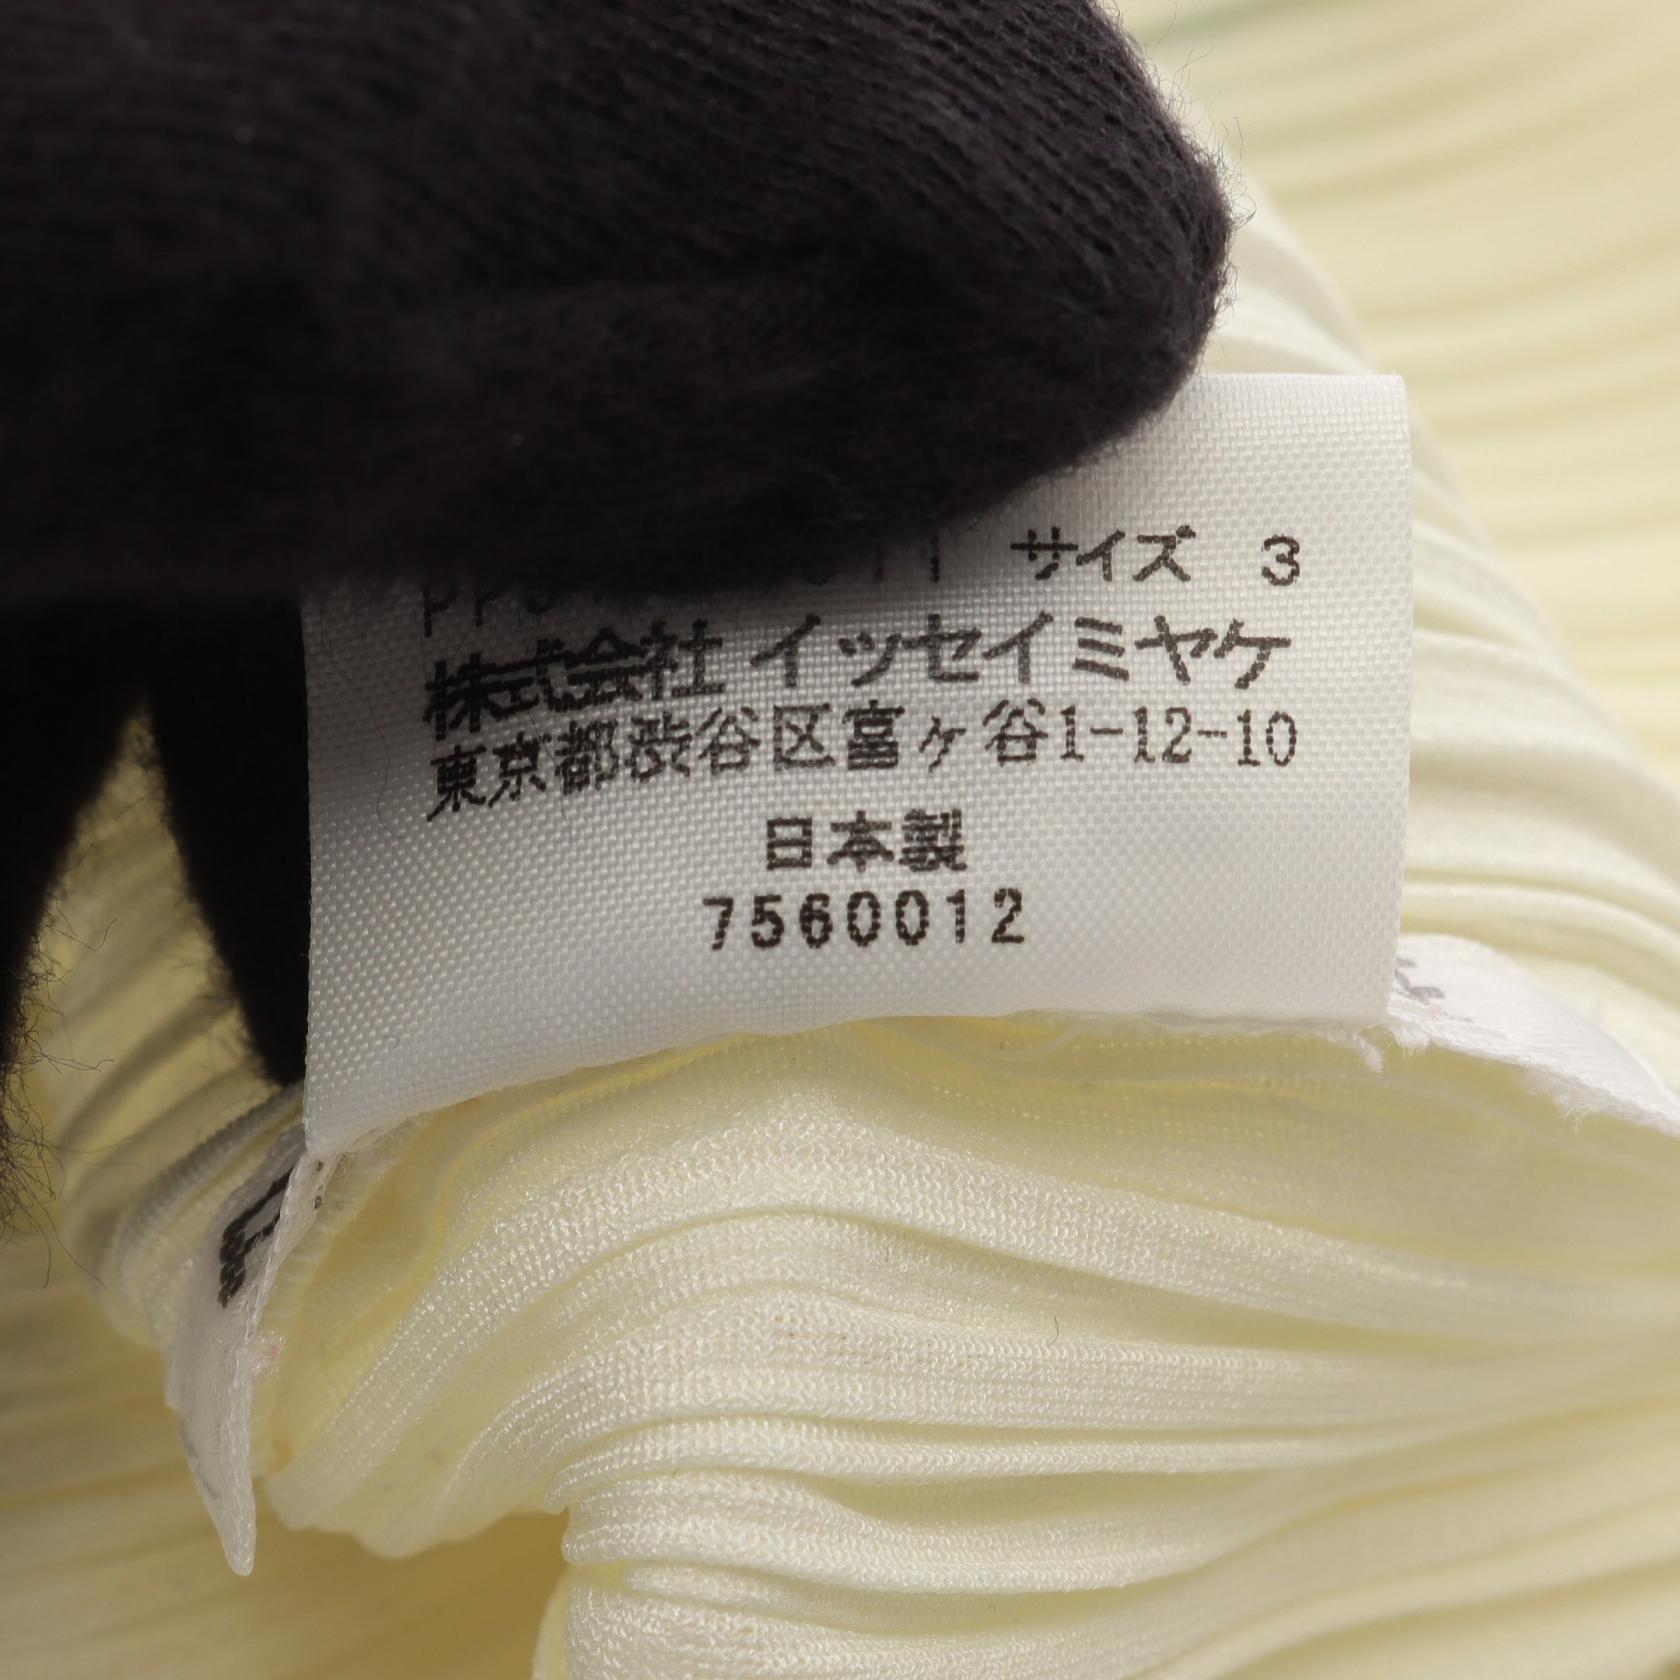 サイズ 3
株式会社 イッセイミヤケ
東京都渋谷区富ヶ谷1-12-10
日本製
7560012